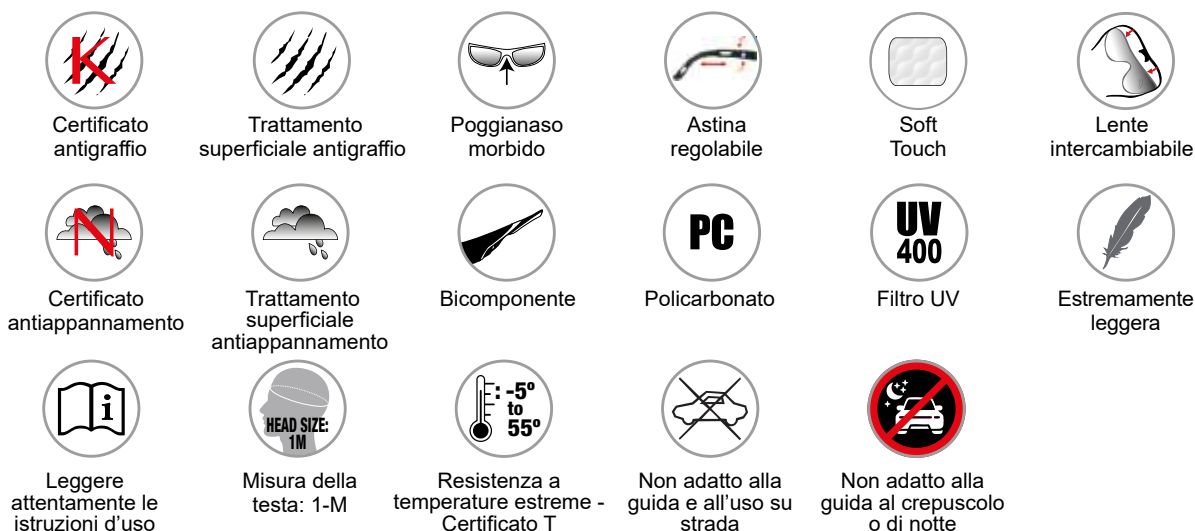 K
Certificato
antigraffio
Trattamento
superficiale antigraffio
Poggianaso
morbido
Astina
regolabile
Soft
Touch
Lente
intercambiabile
N
Certificato
antiappannamento
Trattamento
superficiale
antiappannamento
Bicomponente
PC
Policarbonato
UV
400
Filtro UV
Estremamente
leggera
i
Leggere
attentamente le
istruzioni d'uso
HEAD SIZE:
1M
Misura della
testa: 1-M
: -5º
to
55º
Resistenza a
temperature estreme -
Certificato T
Non adatto alla
guida e all'uso su
strada
Non adatto alla
guida al crepuscolo
o di notte